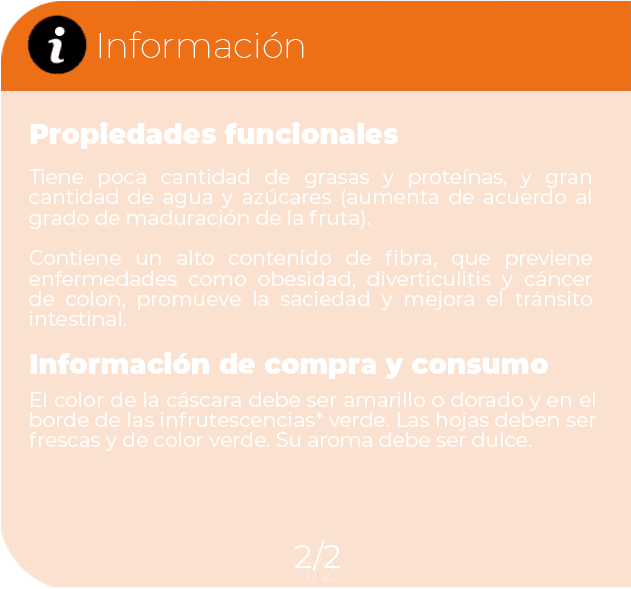 Información
Propiedades funcionales
Tiene poca cantidad de grasas y proteínas, y gran
cantidad de agua y azúcares (aumenta de acuerdo al
grado de maduración de la fruta).
Contiene un alto contenido de fibra, que previene
enfermedades como obesidad, diverticulitis y cáncer
de colon, promueve la saciedad y mejora el tránsito
intestinal.
Información de compra y consumo
El color de la cáscara debe ser amarillo o dorado y en el
borde de las infrutescencias* verde. Las hojas deben ser
frescas y de color verde. Su aroma debe ser dulce.
2/2
1/2